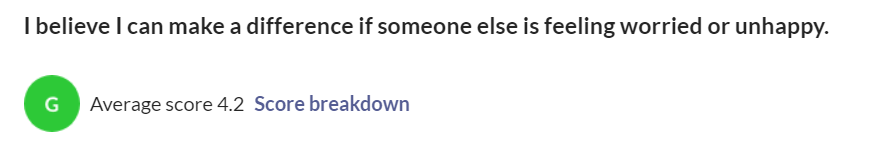 I believe I can make a difference if someone else is feeling worried or unhappy.
G Average score 4.2 Score breakdown